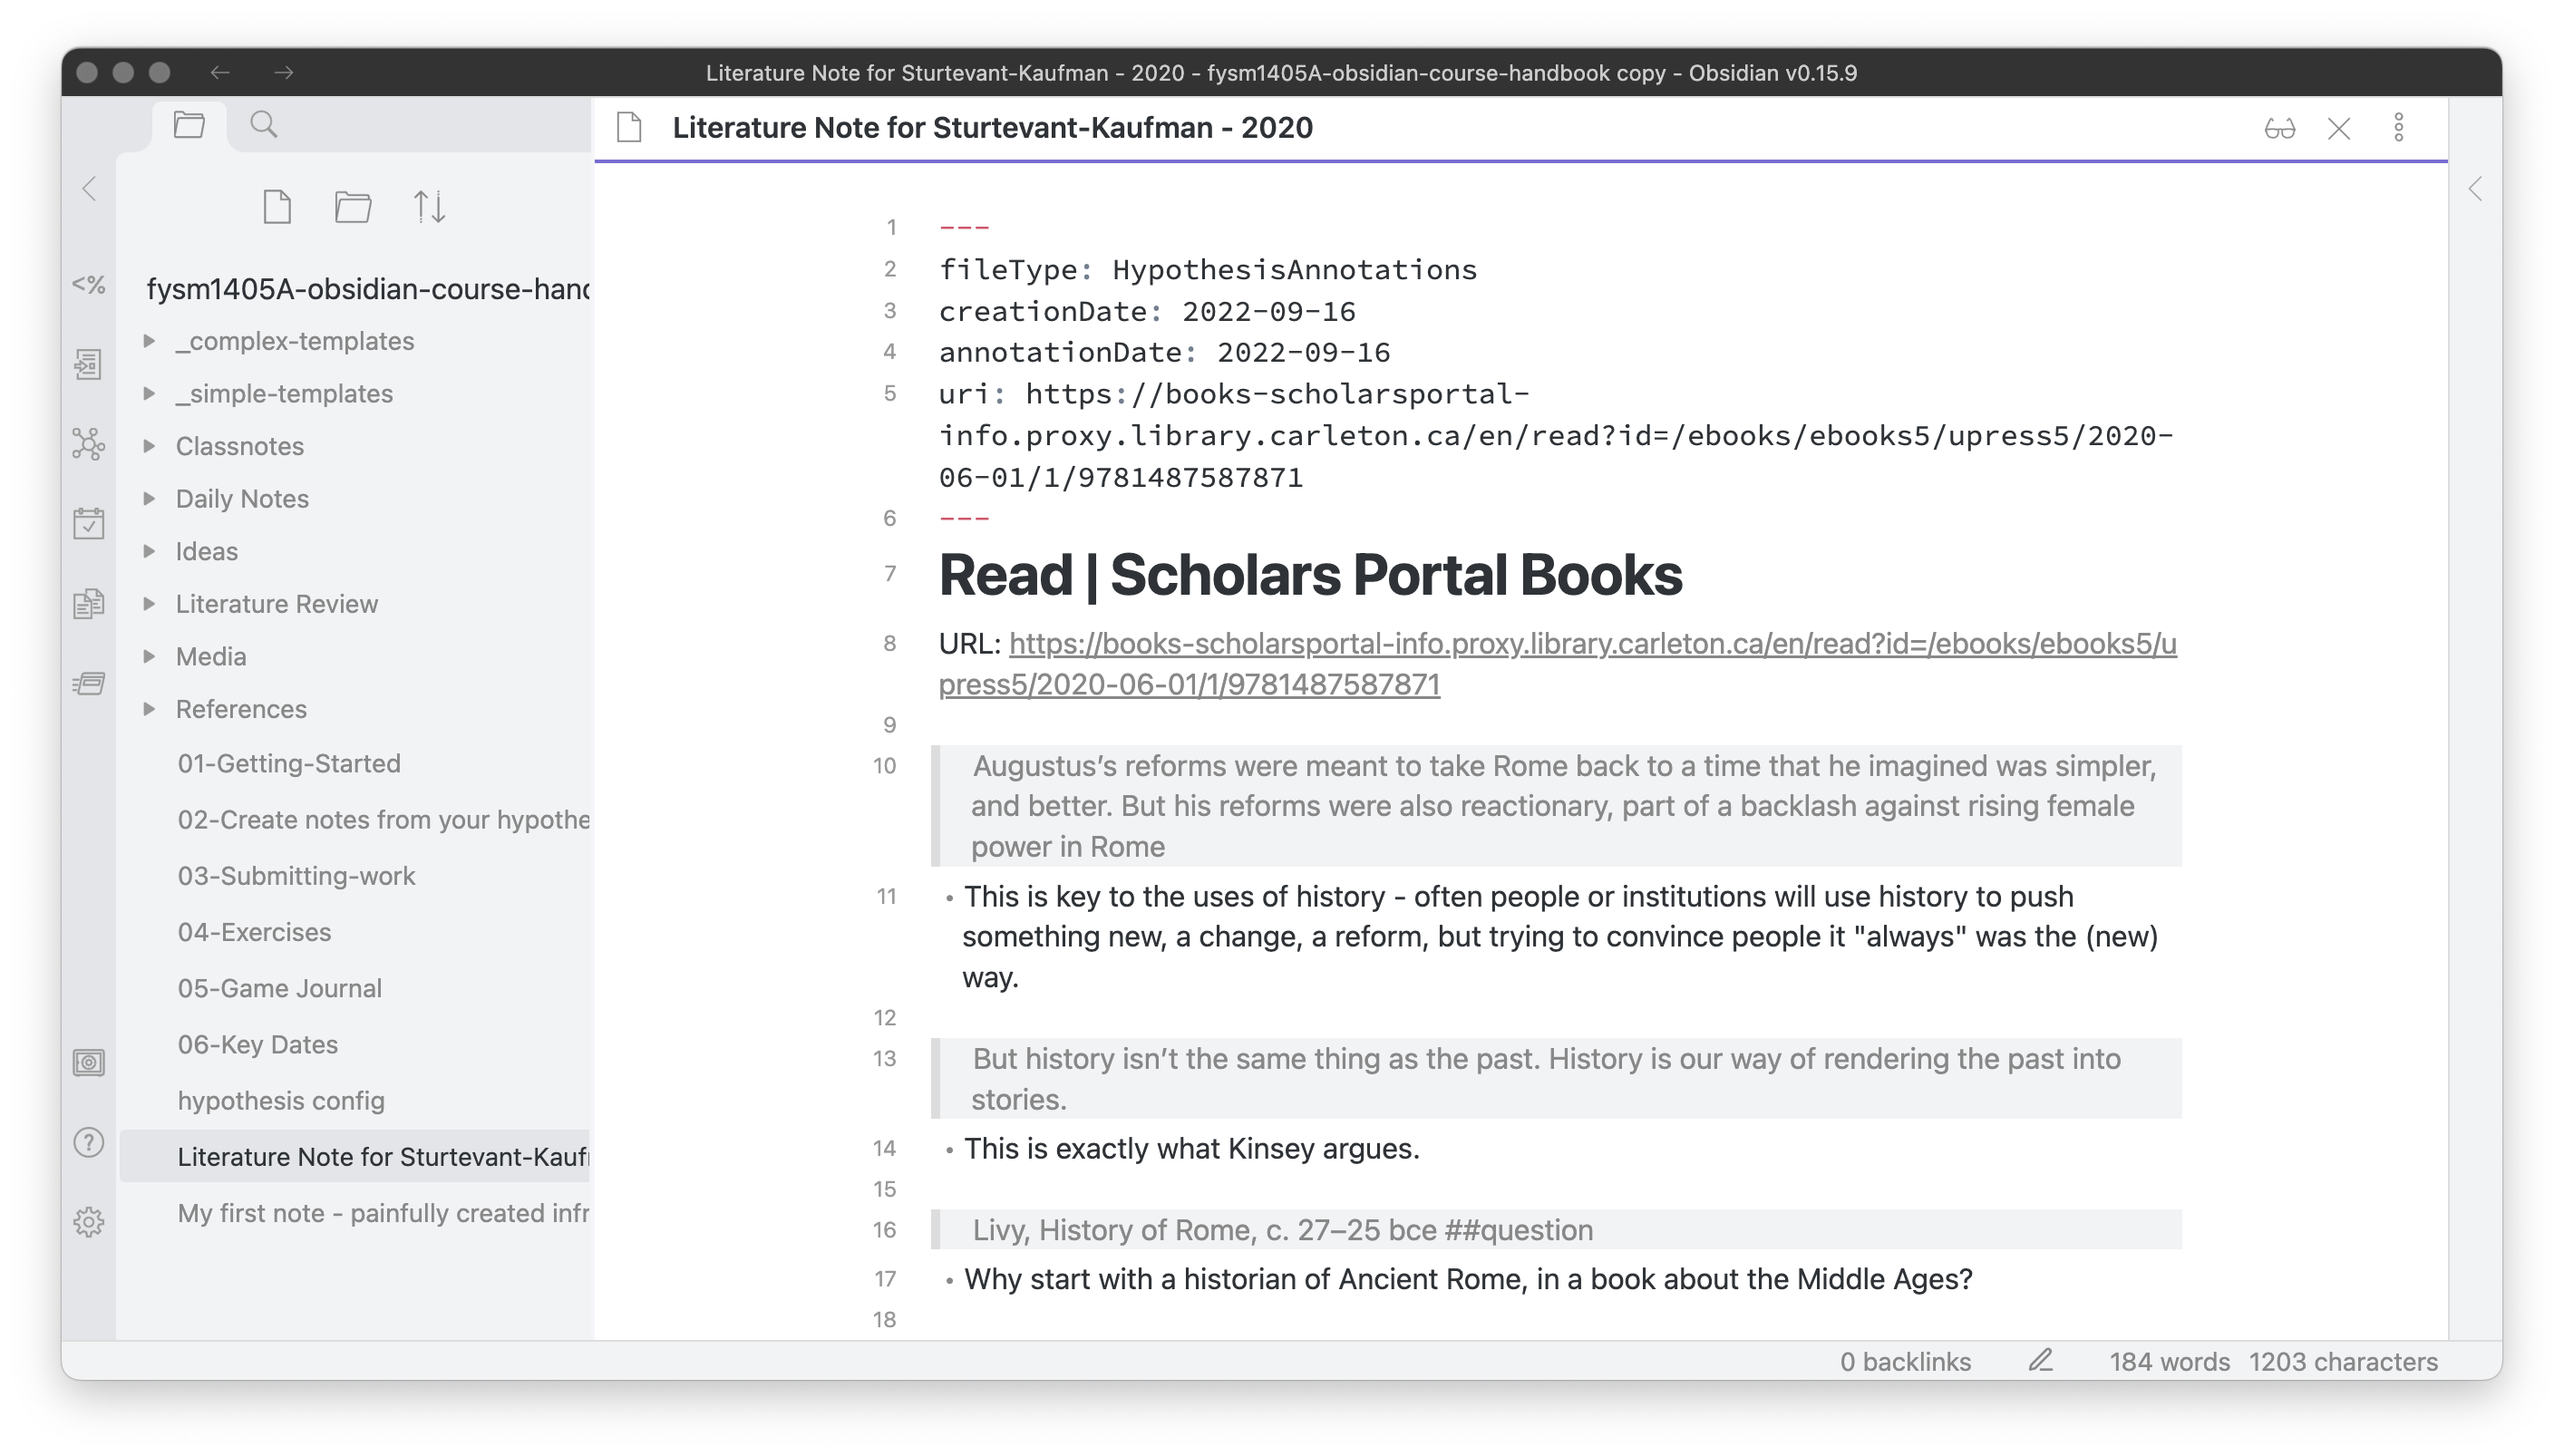 Literature Note for Sturtevant-Kaufman - 2020 - fysm1405A-obsidian-course-handbook copy - Obsidian v0.15.9
Literature Note for Sturtevant-Kaufman - 2020
<%
fysm1405A-obsidian-course-hand
_complex-templates
_simple-templates
Classnotes
Daily Notes
Ideas
Literature Review
Media
References
01-Getting-Started
02-Create notes from your hypothe
03-Submitting-work
04-Exercises
05-Game Journal
06-Key Dates
hypothesis config
Literature Note for Sturtevant-Kaufm
My first note - painfully created infr
1 ---
2 fileType: HypothesisAnnotations
3 creationDate: 2022-09-16
4 annotationDate: 2022-09-16
5 uri: https://books-scholarsportal-
info.proxy.library.carleton.ca/en/read?id=/ebooks/ebooks5/upress5/2020-
06-01/1/9781487587871
6 ---
7 Read | Scholars Portal Books
8 URL: https://books-scholarsportal-info.proxy.library.carleton.ca/en/read?id=/ebooks/ebooks5/u
press5/2020-06-01/1/9781487587871
9
10 Augustus’s reforms were meant to take Rome back to a time that he imagined was simpler,
and better. But his reforms were also reactionary, part of a backlash against rising female
power in Rome
11 • This is key to the uses of history - often people or institutions will use history to push
something new, a change, a reform, but trying to convince people it "always" was the (new)
way.
12
13 But history isn’t the same thing as the past. History is our way of rendering the past into
stories.
14 • This is exactly what Kinsey argues.
15
16 Livy, History of Rome, c. 27–25 bce ##question
17 • Why start with a historian of Ancient Rome, in a book about the Middle Ages?
18
0 backlinks 184 words 1203 characters